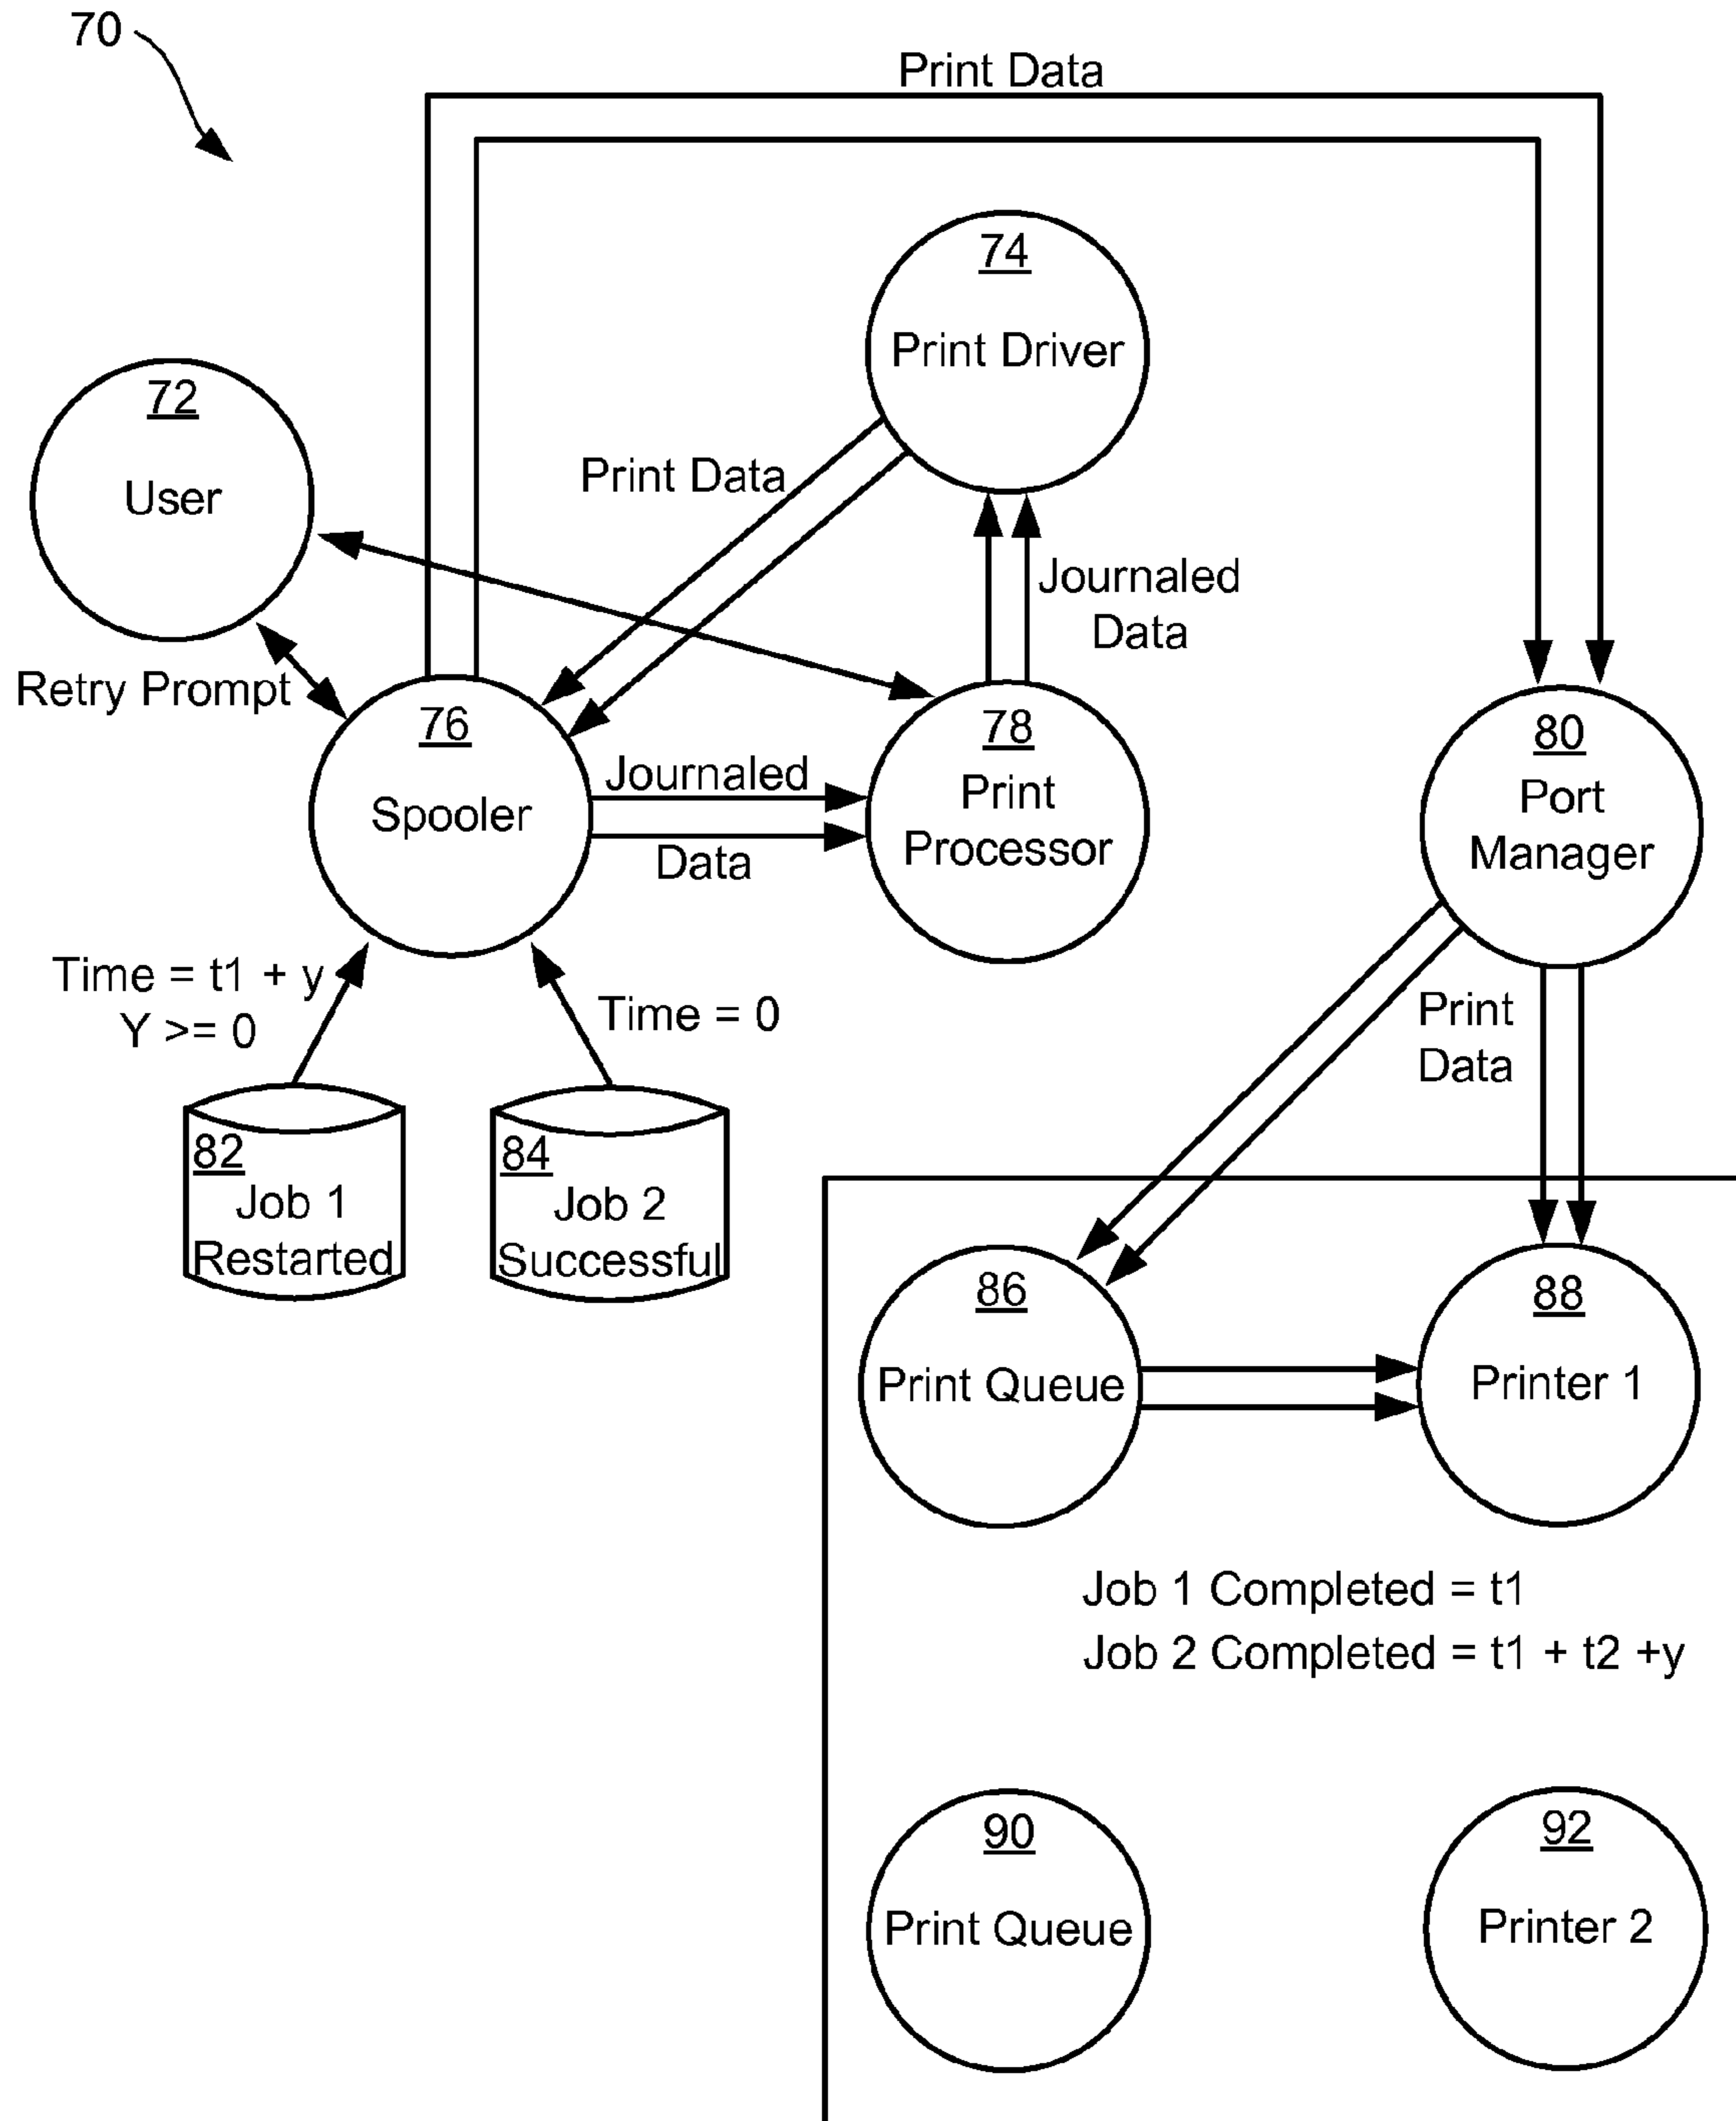 70
Print Data
74
Print Driver
72
User
Print Data
Journaled
Data
Retry Prompt
76
Spooler
Journaled
Data
78
Print
Processor
80
Port
Manager
Time = t1 + y
Y >= 0
Time = 0
Print
Data
82
Job 1
Restarted
84
Job 2
Successful
86
Print Queue
88
Printer 1
Job 1 Completed = t1
Job 2 Completed = t1 + t2 +y
90
Print Queue
92
Printer 2